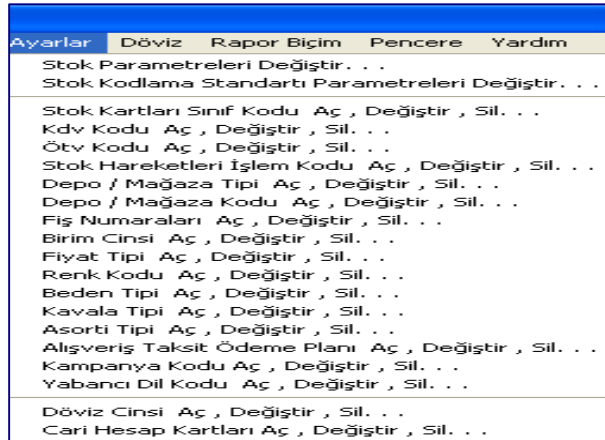 Ayarlar Döviz Rapor Biçim Pencere Yardım
Stok Parametreleri Değiştir. . .
Stok Kodlama Standartı Parametreleri Değiştir. . .
Stok Kartları Sınıf Kodu Aç , Değiştir , Sil. . .
Kdv Kodu Aç , Değiştir , Sil. . .
Ötv Kodu Aç , Değiştir , Sil. . .
Stok Hareketleri İşlem Kodu Aç , Değiştir , Sil. . .
Depo / Mağaza Tipi Aç , Değiştir , Sil. . .
Depo / Mağaza Kodu Aç , Değiştir , Sil. . .
Fiş Numaraları Aç , Değiştir , Sil. . .
Birim Cinsi Aç , Değiştir , Sil. . .
Fiyat Tipi Aç , Değiştir , Sil. . .
Renk Kodu Aç , Değiştir , Sil. . .
Beden Tipi Aç , Değiştir , Sil. . .
Kavala Tipi Aç , Değiştir , Sil. . .
Asorti Tipi Aç , Değiştir , Sil. . .
Alışveriş Taksit Ödeme Planı Aç , Değiştir , Sil. . .
Kampanya Kodu Aç , Değiştir , Sil. . .
Yabancı Dil Kodu Aç , Değiştir , Sil. . .
Döviz Cinsi Aç , Değiştir , Sil. . .
Cari Hesap Kartları Aç , Değiştir , Sil. . .